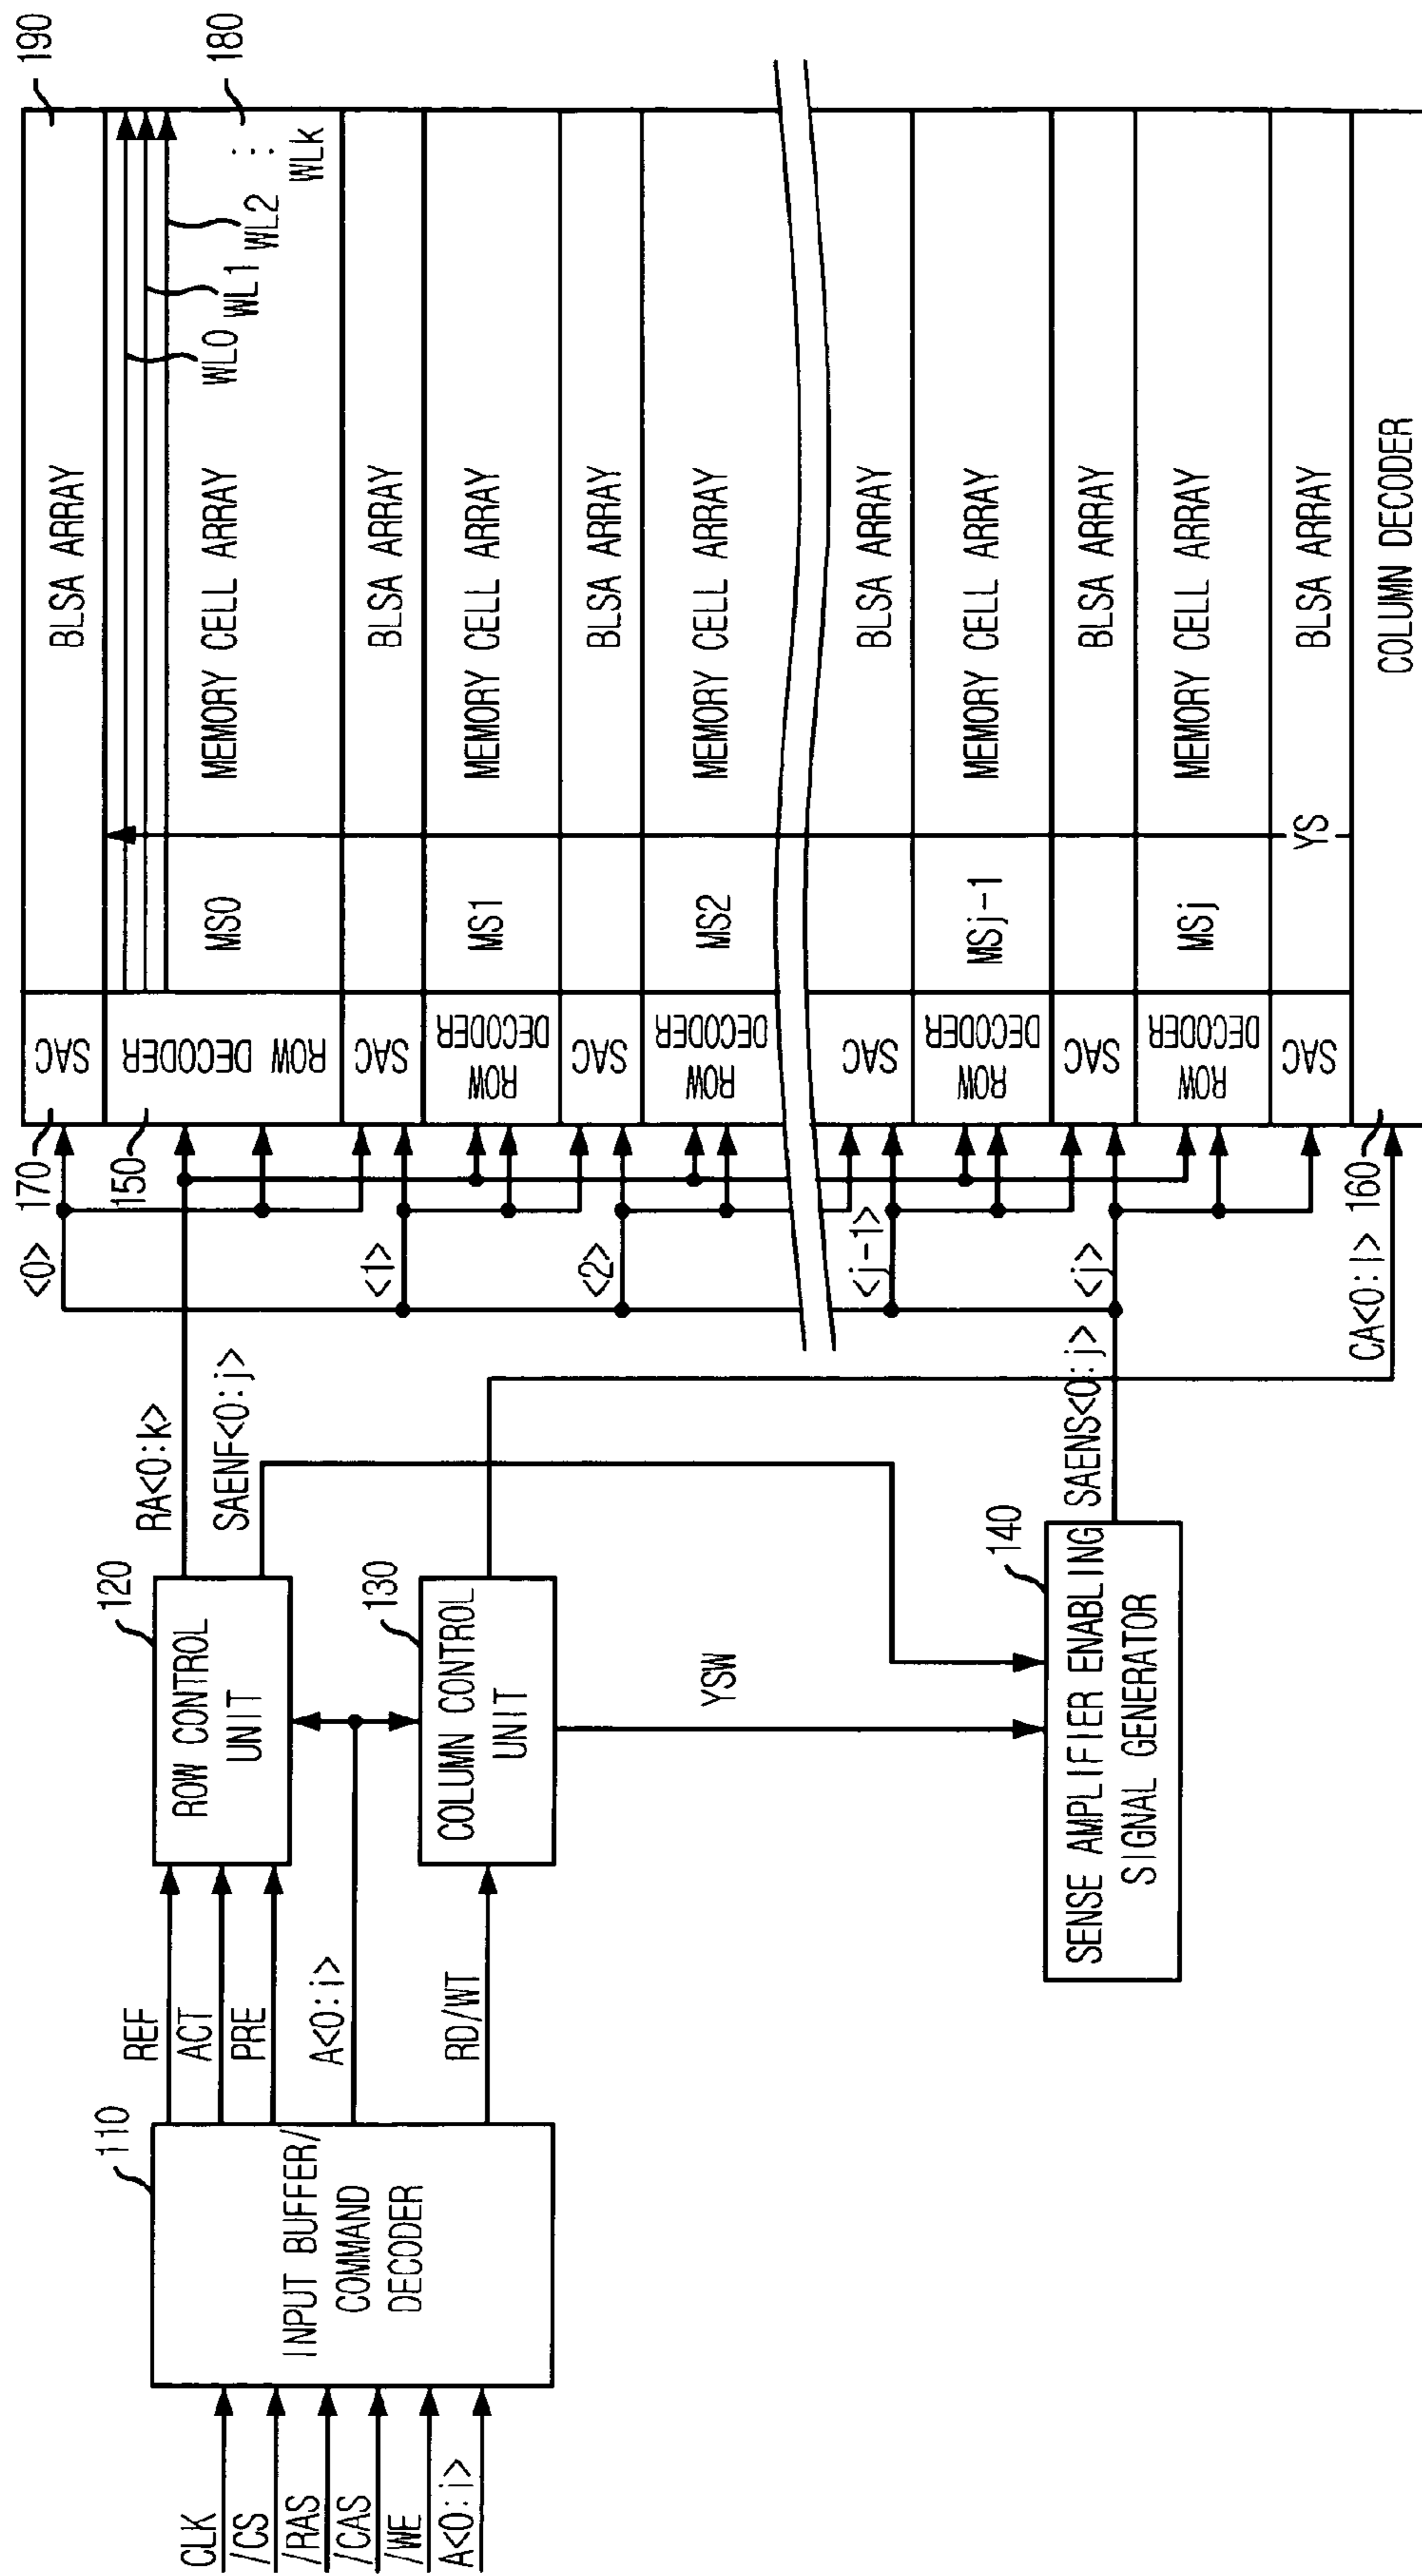 CLK
/CS
/RAS
/CAS
/WE
A<0:i>
110
INPUT BUFFER/
COMMAND
DECODER
REF
ACT
PRE
A<0:i>
RD/WT
120
ROW CONTROL
UNIT
130
COLUMN CONTROL
UNIT
YSW
140
SENSE AMPLIFIER ENABLING
SIGNAL GENERATOR
RA<0:k>
SAENF<0:j>
SAENS<0:j>
CA<0:l>
<0>
<1>
<2>
<j-1>
<j>
170
150
160
SAC
BLSA ARRAY
190
ROW DECODER
MS0
MEMORY CELL ARRAY
WL0
WL1
WL2
WLk
180
SAC
BLSA ARRAY
ROW
DECODER
MS1
MEMORY CELL ARRAY
SAC
BLSA ARRAY
ROW
DECODER
MS2
MEMORY CELL ARRAY
SAC
BLSA ARRAY
ROW
DECODER
MSj-1
MEMORY CELL ARRAY
SAC
BLSA ARRAY
ROW
DECODER
MSj
MEMORY CELL ARRAY
SAC
YS
BLSA ARRAY
COLUMN DECODER